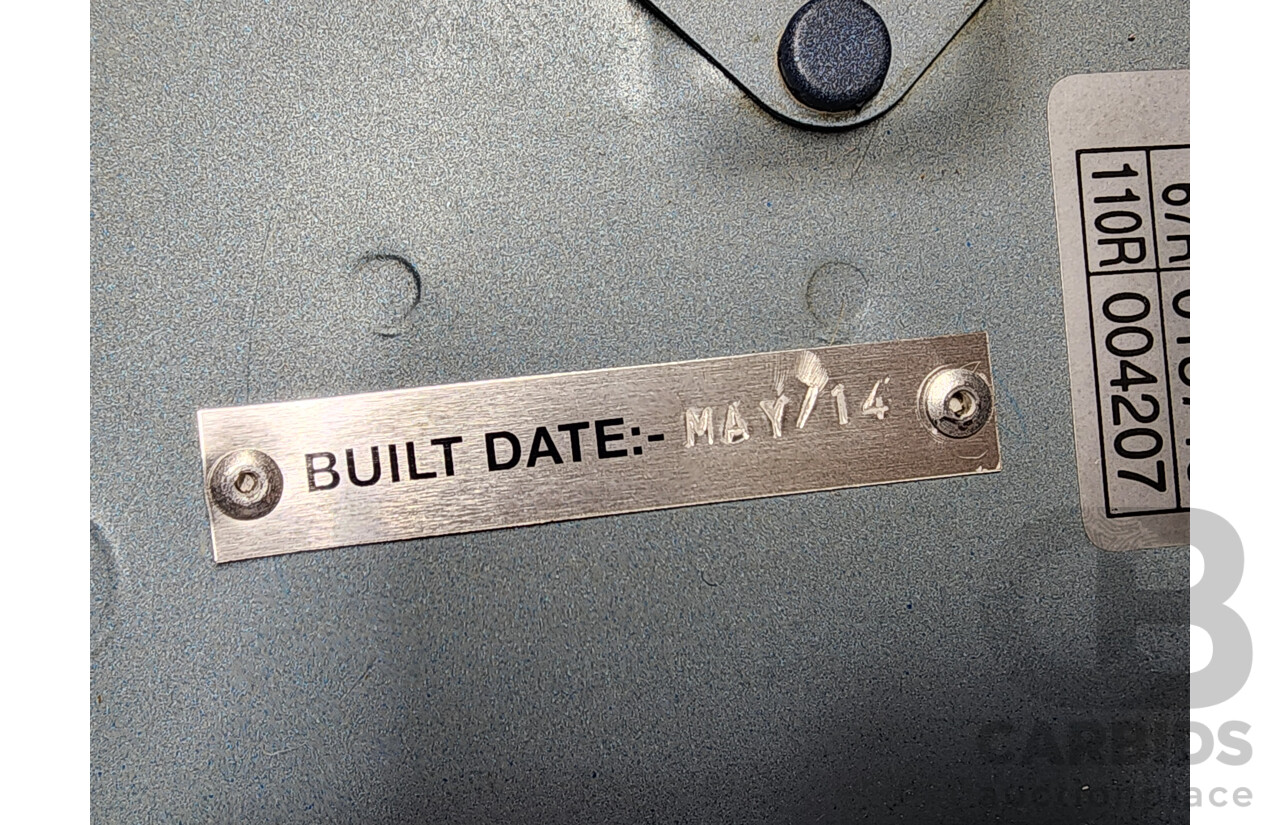 BUILT DATE:- MAY/14
110R 004207
CARBIDS